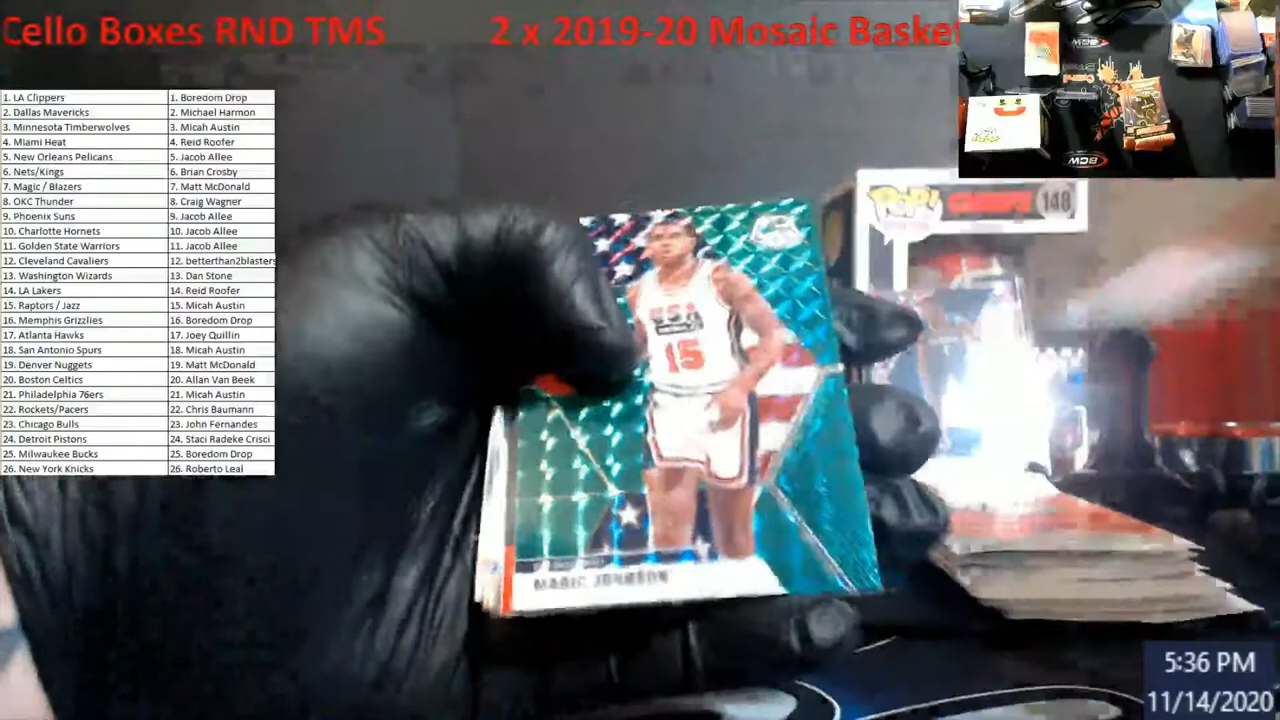 Cello Boxes RND TMS 2 x 2019-20 Mosaic Basket
1. LA Clippers 1. Boredom Drop
2. Dallas Mavericks 2. Michael Harmon
3. Minnesota Timberwolves 3. Micah Austin
4. Miami Heat 4. Reid Roofer
5. New Orleans Pelicans 5. Jacob Allee
6. Nets/Kings 6. Brian Crosby
7. Magic / Blazers 7. Matt McDonald
8. OKC Thunder 8. Craig Wagner
9. Phoenix Suns 9. Jacob Allee
10. Charlotte Hornets 10. Jacob Allee
11. Golden State Warriors 11. Jacob Allee
12. Cleveland Cavaliers 12. betterthan2blasters
13. Washington Wizards 13. Dan Stone
14. LA Lakers 14. Reid Roofer
15. Raptors / Jazz 15. Micah Austin
16. Memphis Grizzlies 16. Boredom Drop
17. Atlanta Hawks 17. Joey Quillin
18. San Antonio Spurs 18. Micah Austin
19. Denver Nuggets 19. Matt McDonald
20. Boston Celtics 20. Allan Van Beek
21. Philadelphia 76ers 21. Micah Austin
22. Rockets/Pacers 22. Chris Baumann
23. Chicago Bulls 23. John Fernandes
24. Detroit Pistons 24. Staci Radeke Crisci
25. Milwaukee Bucks 25. Boredom Drop
26. New York Knicks 26. Roberto Leal
BCW
POP!
148
USA
15
MAGIC JOHNSON
5:36 PM
11/14/2020